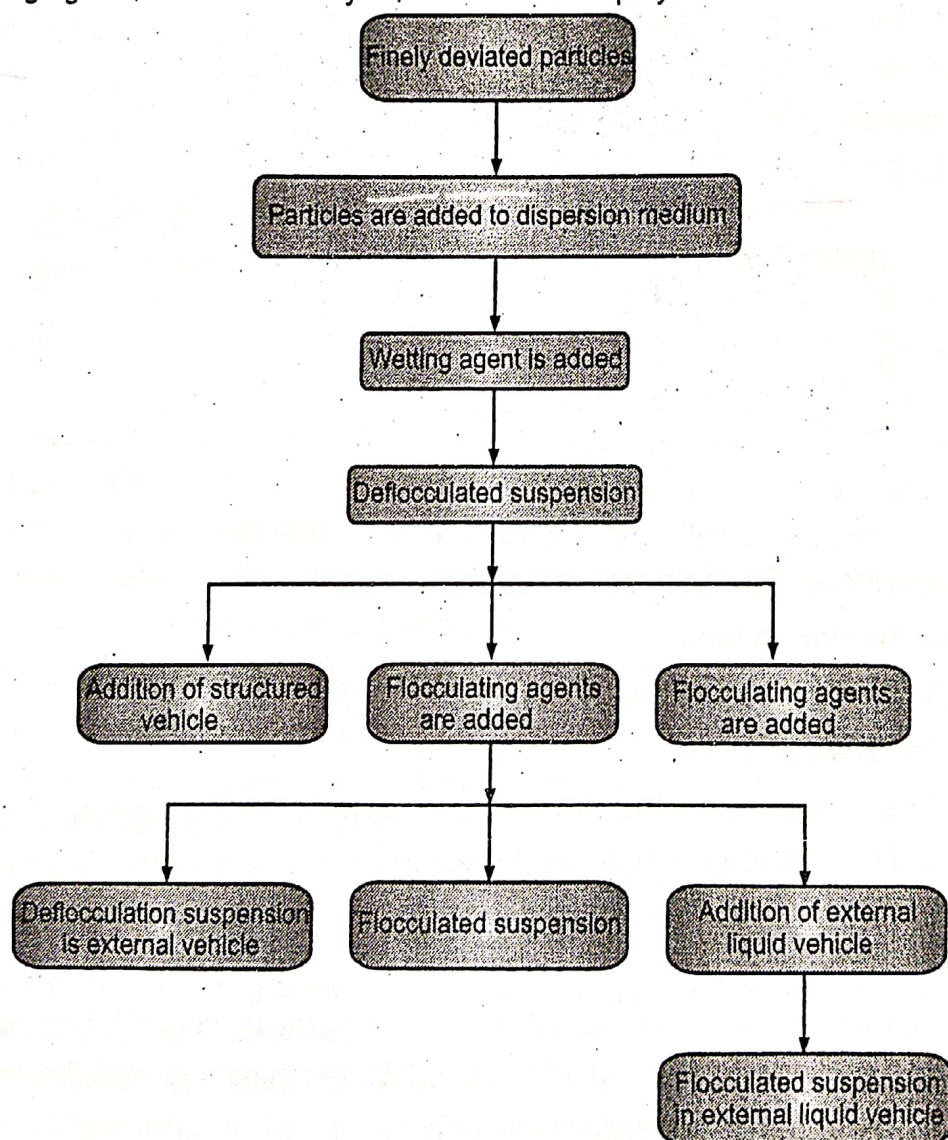 Finely deviated particles
Particles are added to dispersion medium
Wetting agent is added
Deflocculated suspension
Addition of structured
vehicle
Flocculating agents
are added
Flocculating agents
are added
Deflocculation suspension
is external vehicle
Flocculated suspension
Addition of external
liquid vehicle
Flocculated suspension
in external liquid vehicle